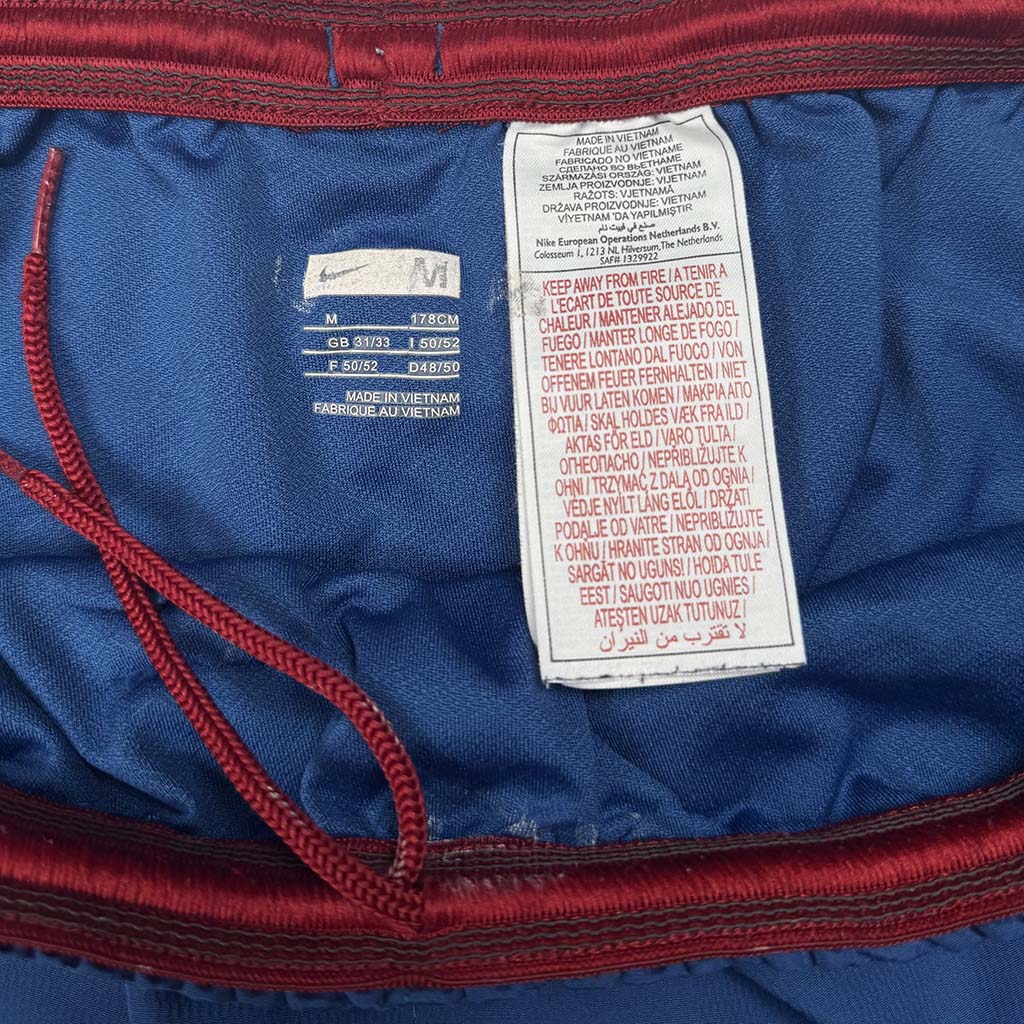 M
M 178CM
GB 31/33 I 50/52
F 50/52 D48/50
MADE IN VIETNAM
FABRIQUE AU VIETNAM
MADE IN VIETNAM
FABRIQUE AU VIETNAM
FABRICADO NO VIETNAME
СДЕЛАНО ВО ВЬЕТНАМЕ
SZÁRMAZÁSI ORSZÁG: VIETNAM
ZEMLJA PROIZVODNJE: VIJETNAM
RAŽOTS: VJETNAMĀ
DRŽAVA PROIZVODNJE: VIETNAM
VİYETNAM 'DA YAPILMIŞTIR
صنع في فييت نام
Nike European Operations Netherlands B.V.
Colosseum 1, 1213 NL Hilversum, The Netherlands
SAF# 1329922
KEEP AWAY FROM FIRE / A TENIR A
L'ECART DE TOUTE SOURCE DE
CHALEUR / MANTENER ALEJADO DEL
FUEGO / MANTER LONGE DE FOGO /
TENERE LONTANO DAL FUOCO / VON
OFFENEM FEUER FERNHALTEN / NIET
BIJ VUUR LATEN KOMEN / ΜΑΚΡΙΑ ΑΠΟ
ΦΩΤΙΑ / SKAL HOLDES VÆK FRA ILD /
AKTAS FÖR ELD / VARO TULTA /
ОГНЕОПАСНО / NEPŘIBLIŽUJTE K
OHNI / TRZYMAĆ Z DALA OD OGNIA /
VÉDJE NYÍLT LÁNG ELŐL / DRŽATI
PODALJE OD VATRE / NEPRIBLIŽUJTE
K OHŇU / HRANITE STRAN OD OGNJA /
SARGĀT NO UGUNS! / HOIDA TULE
EEST / SAUGOTI NUO UGNIES /
ATEŞTEN UZAK TUTUNUZ /
لا تقترب من النيران